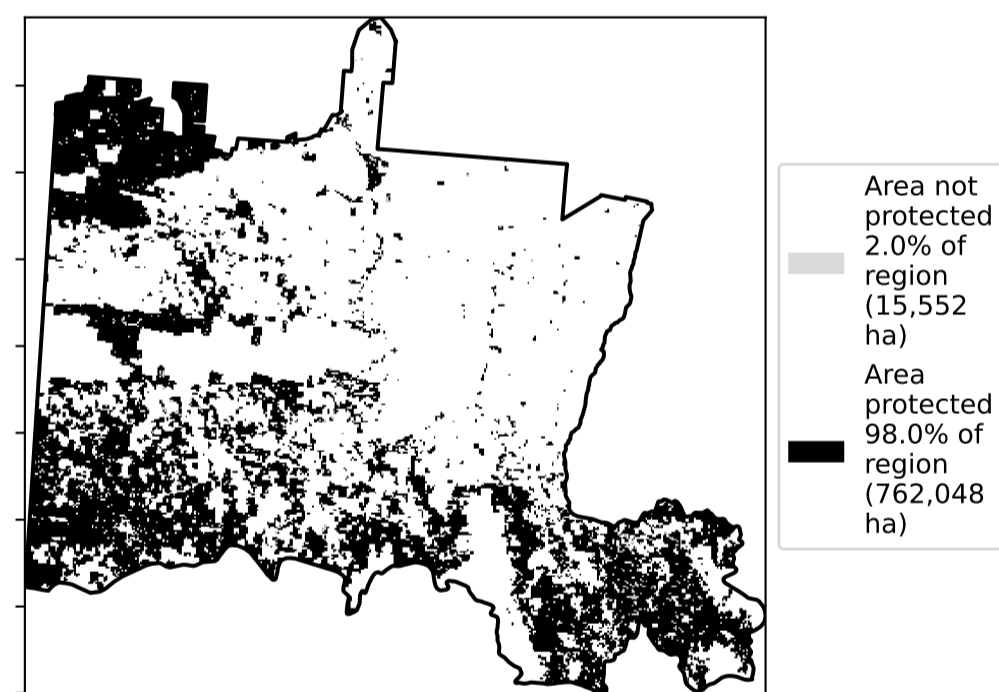 Area not
protected
2.0% of
region
(15,552
ha)
Area
protected
98.0% of
region
(762,048
ha)